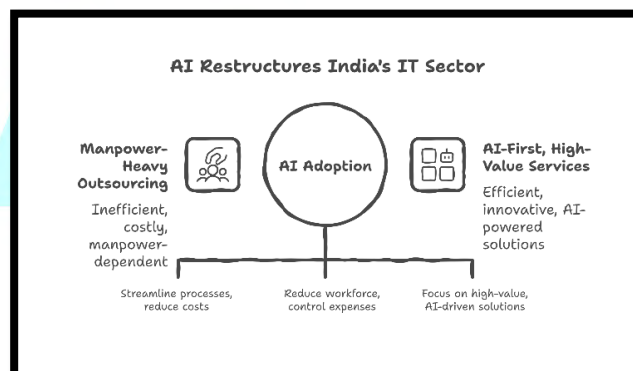 AI Restructures India's IT Sector
Manpower-
Heavy
Outsourcing
Inefficient,
costly,
manpower-
dependent
AI Adoption
AI-First, High-
Value Services
Efficient,
innovative, AI-
powered
solutions
Streamline processes,
reduce costs
Reduce workforce,
control expenses
Focus on high-value,
AI-driven solutions